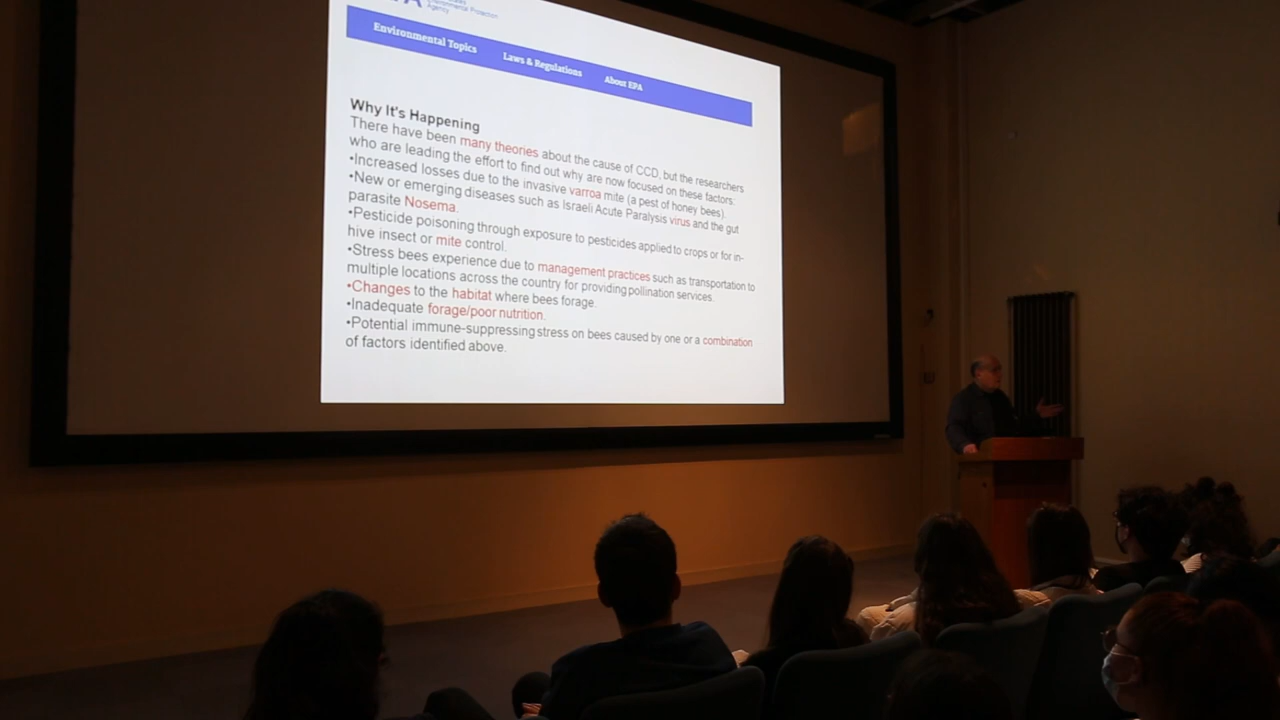 Environmental Protection
Agency
Environmental Topics Laws & Regulations About EPA
Why It's Happening
There have been many theories about the cause of CCD, but the researchers
who are leading the effort to find out why are now focused on these factors:
•Increased losses due to the invasive varroa mite (a pest of honey bees).
•New or emerging diseases such as Israeli Acute Paralysis virus and the gut
parasite Nosema.
•Pesticide poisoning through exposure to pesticides applied to crops or for in-
hive insect or mite control.
•Stress bees experience due to management practices such as transportation to
multiple locations across the country for providing pollination services.
•Changes to the habitat where bees forage.
•Inadequate forage/poor nutrition.
•Potential immune-suppressing stress on bees caused by one or a combination
of factors identified above.